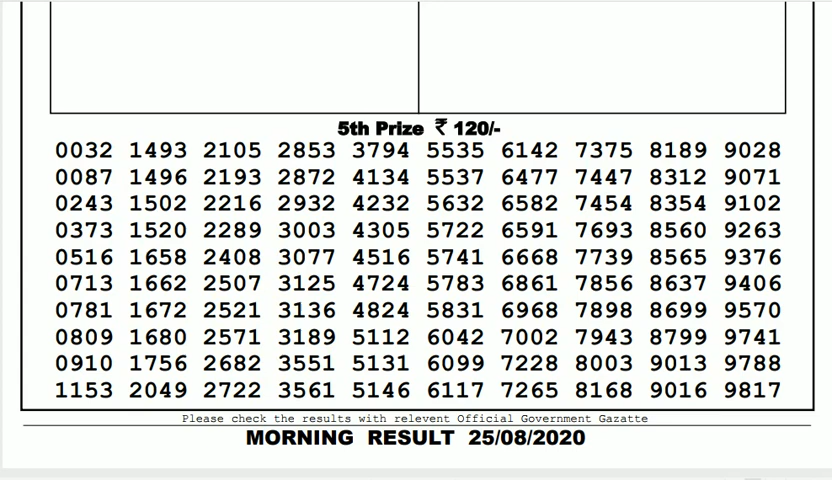 5th Prize ₹ 120/-
0032 1493 2105 2853 3794 5535 6142 7375 8189 9028
0087 1496 2193 2872 4134 5537 6477 7447 8312 9071
0243 1502 2216 2932 4232 5632 6582 7454 8354 9102
0373 1520 2289 3003 4305 5722 6591 7693 8560 9263
0516 1658 2408 3077 4516 5741 6668 7739 8565 9376
0713 1662 2507 3125 4724 5783 6861 7856 8637 9406
0781 1672 2521 3136 4824 5831 6968 7898 8699 9570
0809 1680 2571 3189 5112 6042 7002 7943 8799 9741
0910 1756 2682 3551 5131 6099 7228 8003 9013 9788
1153 2049 2722 3561 5146 6117 7265 8168 9016 9817
Please check the results with relevent Official Government Gazatte
MORNING RESULT 25/08/2020